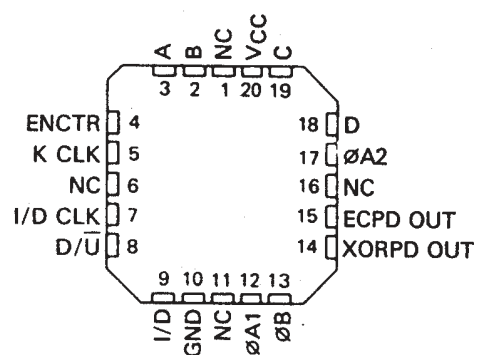 A B NC VCC C
3 2 1 20 19
ENCTR 4
K CLK 5
NC 6
I/D CLK 7
D/U̅ 8
18 D
17 ØA2
16 NC
15 ECPD OUT
14 XORPD OUT
9 10 11 12 13
I/D GND NC ØA1 ØB